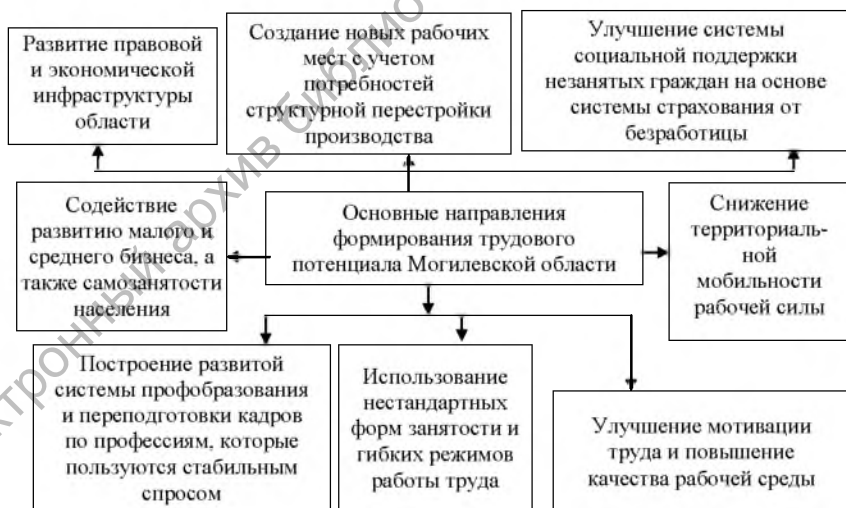 Развитие правовой
и экономической
инфраструктуры
области
Создание новых рабочих
мест с учетом
потребностей
структурной перестройки
производства
Улучшение системы
социальной поддержки
незанятых граждан на основе
системы страхования от
безработицы
Содействие
развитию малого и
среднего бизнеса, а
также самозанятости
населения
Основные направления
формирования трудового
потенциала Могилевской области
Снижение
территориаль-
ной
мобильности
рабочей силы
Построение развитой
системы профобразования
и переподготовки кадров
по профессиям, которые
пользуются стабильным
спросом
Использование
нестандартных
форм занятости и
гибких режимов
работы труда
Улучшение мотивации
труда и повышение
качества рабочей среды
ктронный архив библио